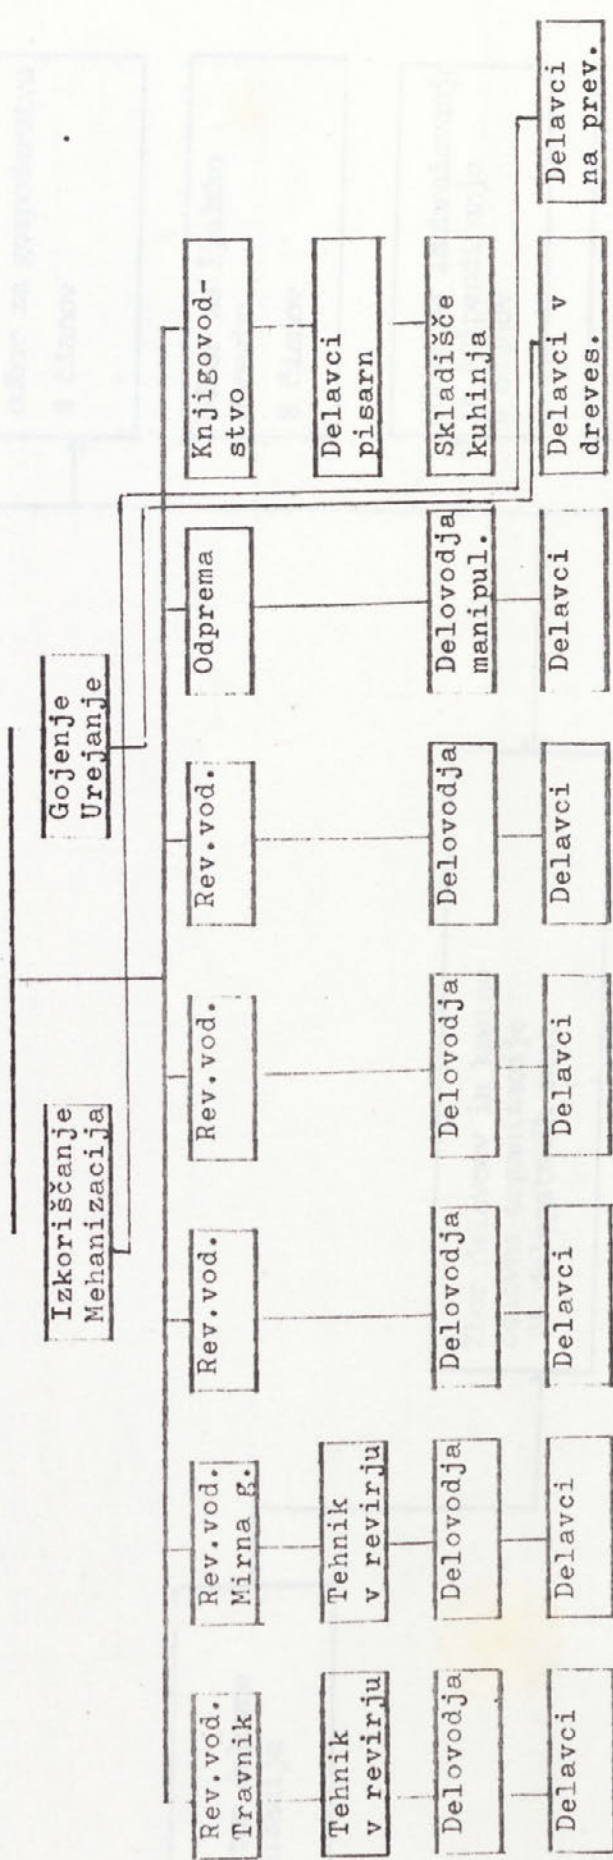 Izkoriščanje
Mehanizacija
Gojenje
Urejanje
Rev.vod.
Travnik
Rev.vod.
Mirna g.
Rev.vod.
Rev.vod.
Rev.vod.
Odprema
Knjigovod-
stvo
Tehnik
v revirju
Tehnik
v revirju
Delavci
pisarn
Delovodja
Delovodja
Delovodja
Delovodja
Delovodja
Delovodja
manipul.
Skladišče
kuhinja
Delavci
Delavci
Delavci
Delavci
Delavci
Delavci
Delavci v
dreves.
Delavci
na prev.